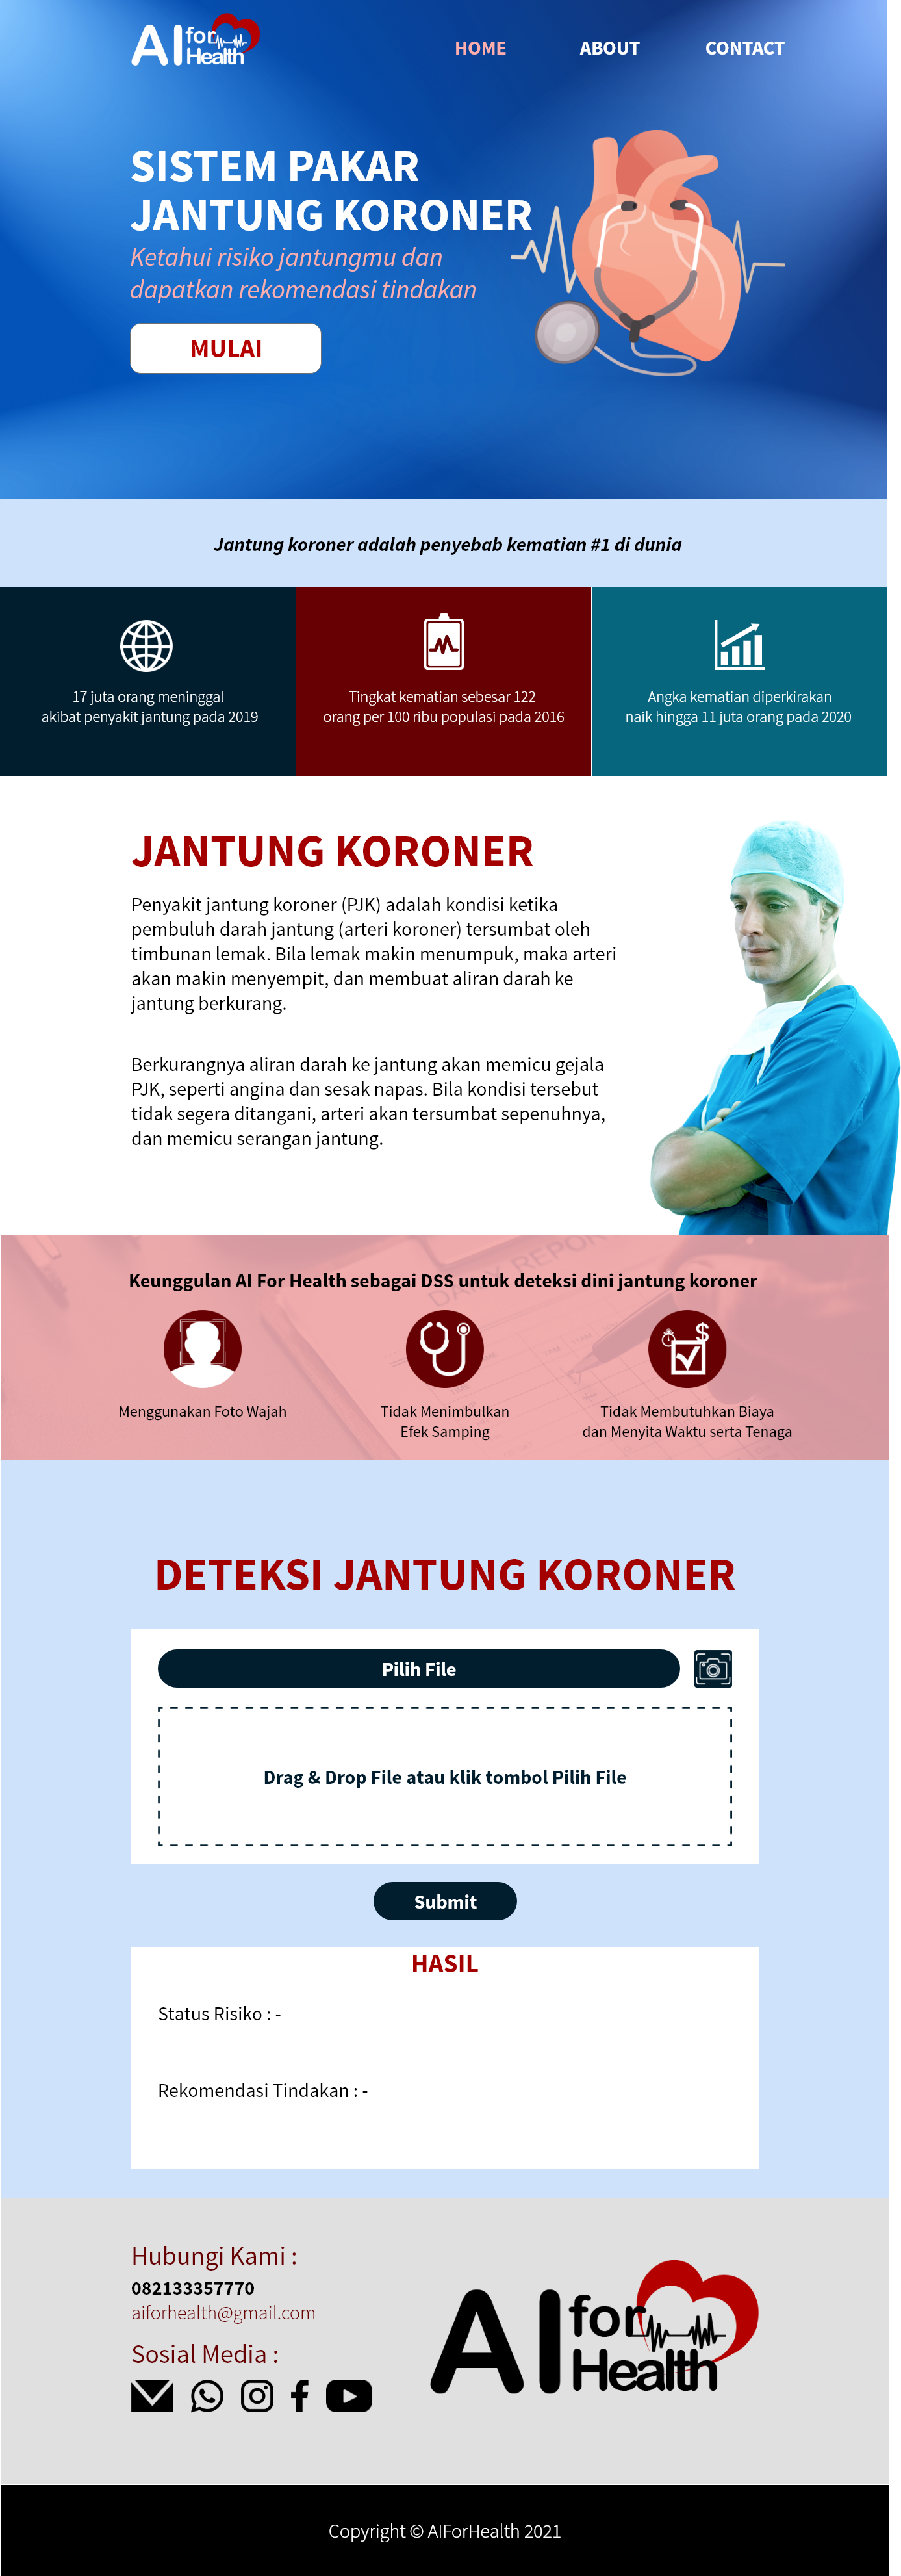 AI for Health
HOME
ABOUT
CONTACT
SISTEM PAKAR
JANTUNG KORONER
Ketahui risiko jantungmu dan
dapatkan rekomendasi tindakan
MULAI
Jantung koroner adalah penyebab kematian #1 di dunia
17 juta orang meninggal
akibat penyakit jantung pada 2019
Tingkat kematian sebesar 122
orang per 100 ribu populasi pada 2016
Angka kematian diperkirakan
naik hingga 11 juta orang pada 2020
JANTUNG KORONER
Penyakit jantung koroner (PJK) adalah kondisi ketika
pembuluh darah jantung (arteri koroner) tersumbat oleh
timbunan lemak. Bila lemak makin menumpuk, maka arteri
akan makin menyempit, dan membuat aliran darah ke
jantung berkurang.
Berkurangnya aliran darah ke jantung akan memicu gejala
PJK, seperti angina dan sesak napas. Bila kondisi tersebut
tidak segera ditangani, arteri akan tersumbat sepenuhnya,
dan memicu serangan jantung.
Keunggulan AI For Health sebagai DSS untuk deteksi dini jantung koroner
Menggunakan Foto Wajah
Tidak Menimbulkan
Efek Samping
Tidak Membutuhkan Biaya
dan Menyita Waktu serta Tenaga
DETEKSI JANTUNG KORONER
Pilih File
Drag & Drop File atau klik tombol Pilih File
Submit
HASIL
Status Risiko : -
Rekomendasi Tindakan : -
Hubungi Kami :
082133357770
aiforhealth@gmail.com
Sosial Media :
AI for Health
Copyright © AIForHealth 2021